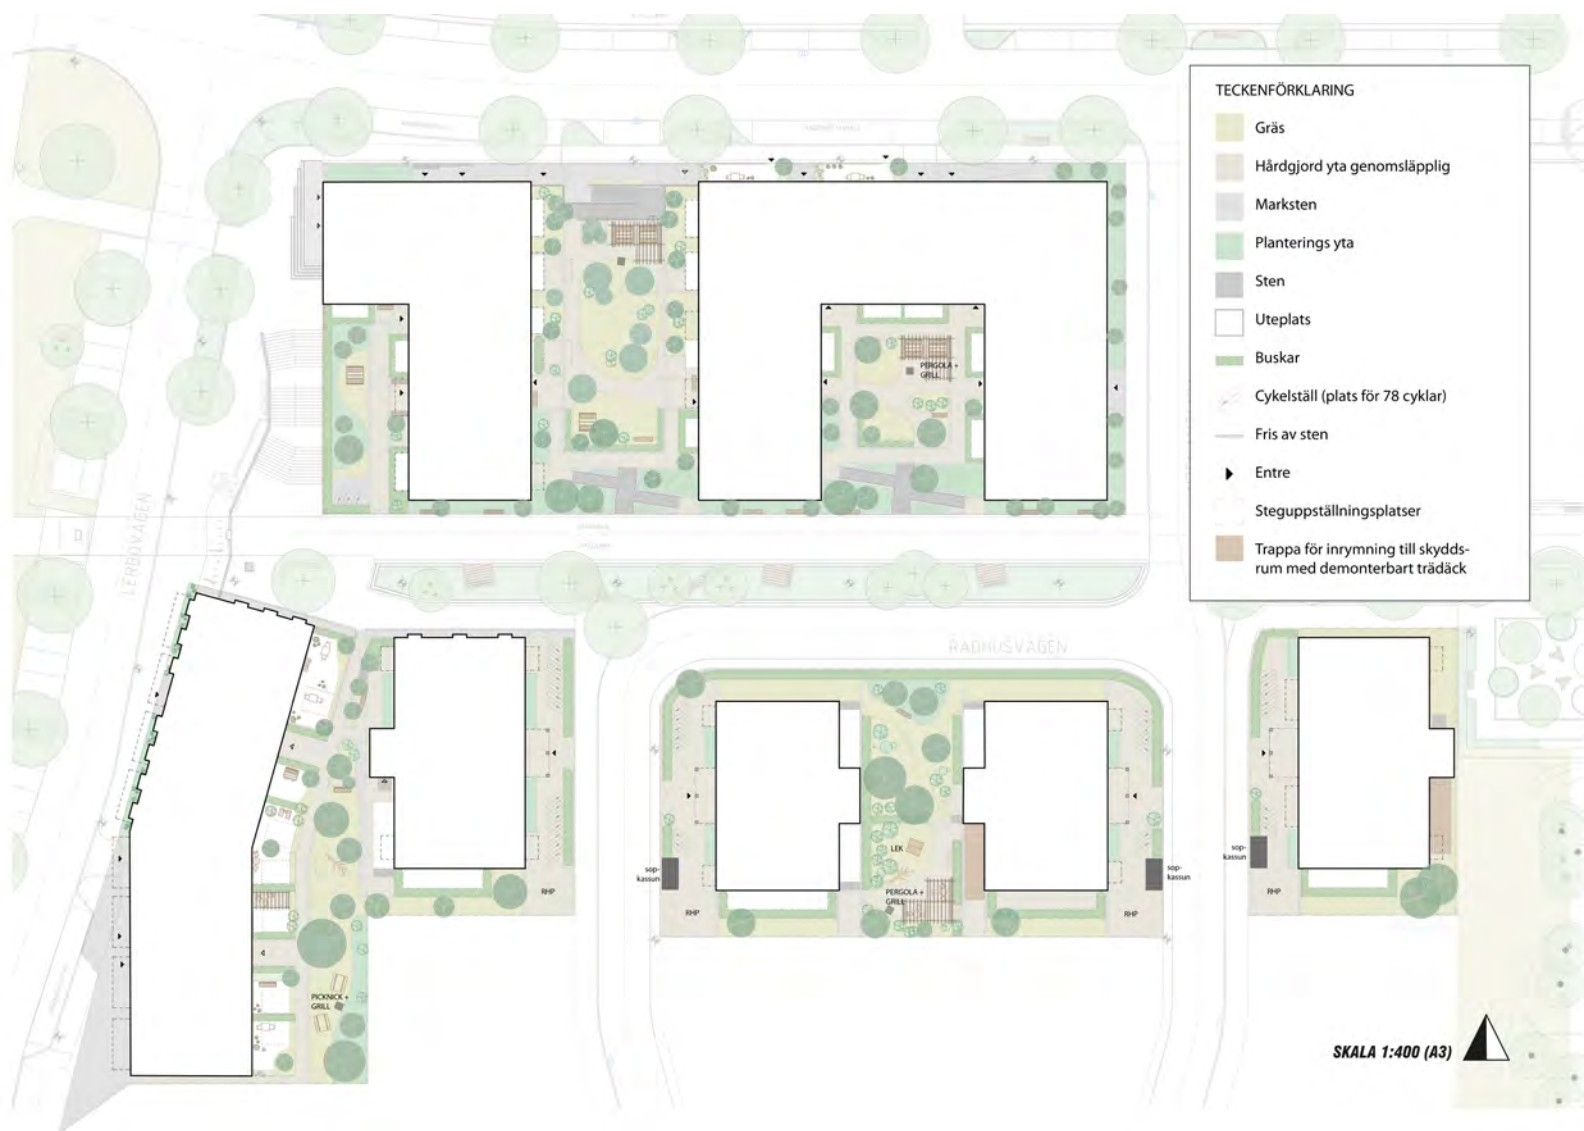 TECKENFÖRKLARING
Gräs
Hårdgjord yta genomsläpplig
Marksten
Planterings yta
Sten
Uteplats
Buskar
Cykelställ (plats för 78 cyklar)
Fris av sten
Entre
Steguppställningsplatser
Trappa för inrymning till skydds-
rum med demonterbart trädäck
PERGOLA +
GRILL
LERBOVÄGEN
RÅDHUSVÄGEN
sop-
kassun
RHP
LEK
PERGOLA +
GRILL
RHP
sop-
kassun
RHP
sop-
kassun
RHP
PICKNICK +
GRILL
SKALA 1:400 (A3)